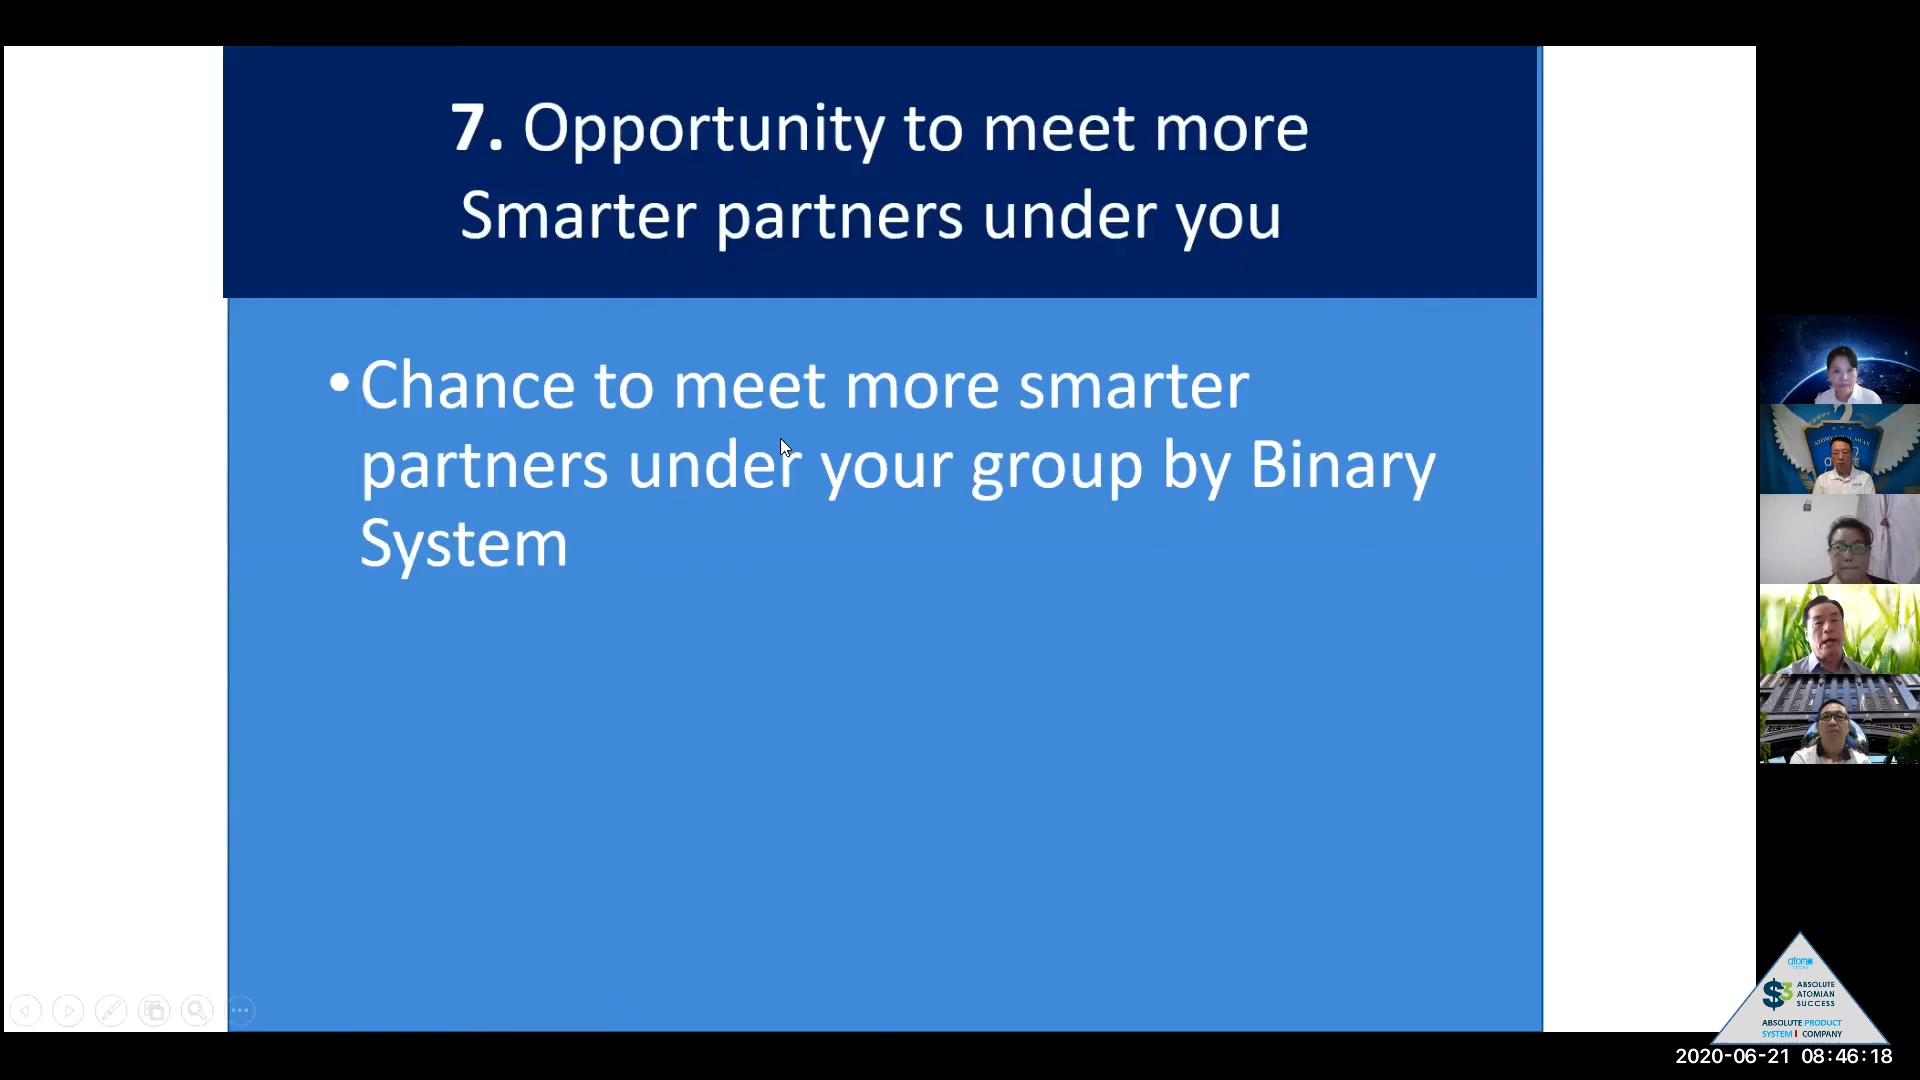 7. Opportunity to meet more
Smarter partners under you
•Chance to meet more smarter
partners under your group by Binary
System
ABSOLUTE
ATOMIAN
SUCCESS
ABSOLUTE PRODUCT
SYSTEM COMPANY
2020-06-21 08:46:18